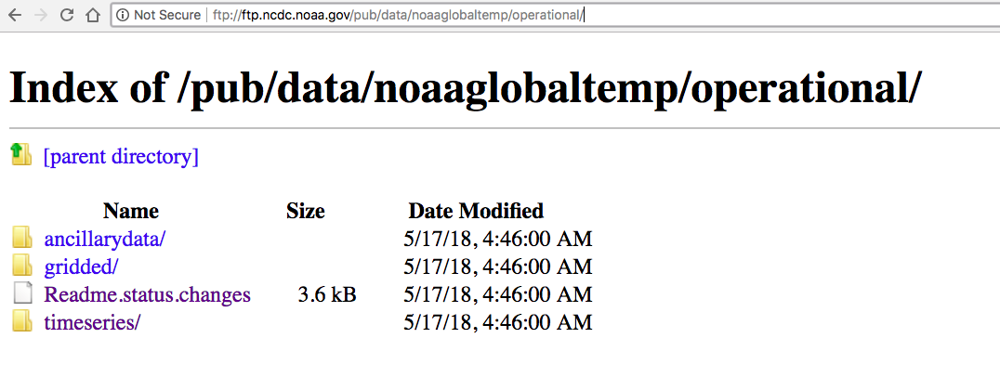 Not Secure | ftp://ftp.ncdc.noaa.gov/pub/data/noaaglobaltemp/operational/
Index of /pub/data/noaaglobaltemp/operational/
[parent directory]
Name Size Date Modified
ancillarydata/ 5/17/18, 4:46:00 AM
gridded/ 5/17/18, 4:46:00 AM
Readme.status.changes 3.6 kB 5/17/18, 4:46:00 AM
timeseries/ 5/17/18, 4:46:00 AM